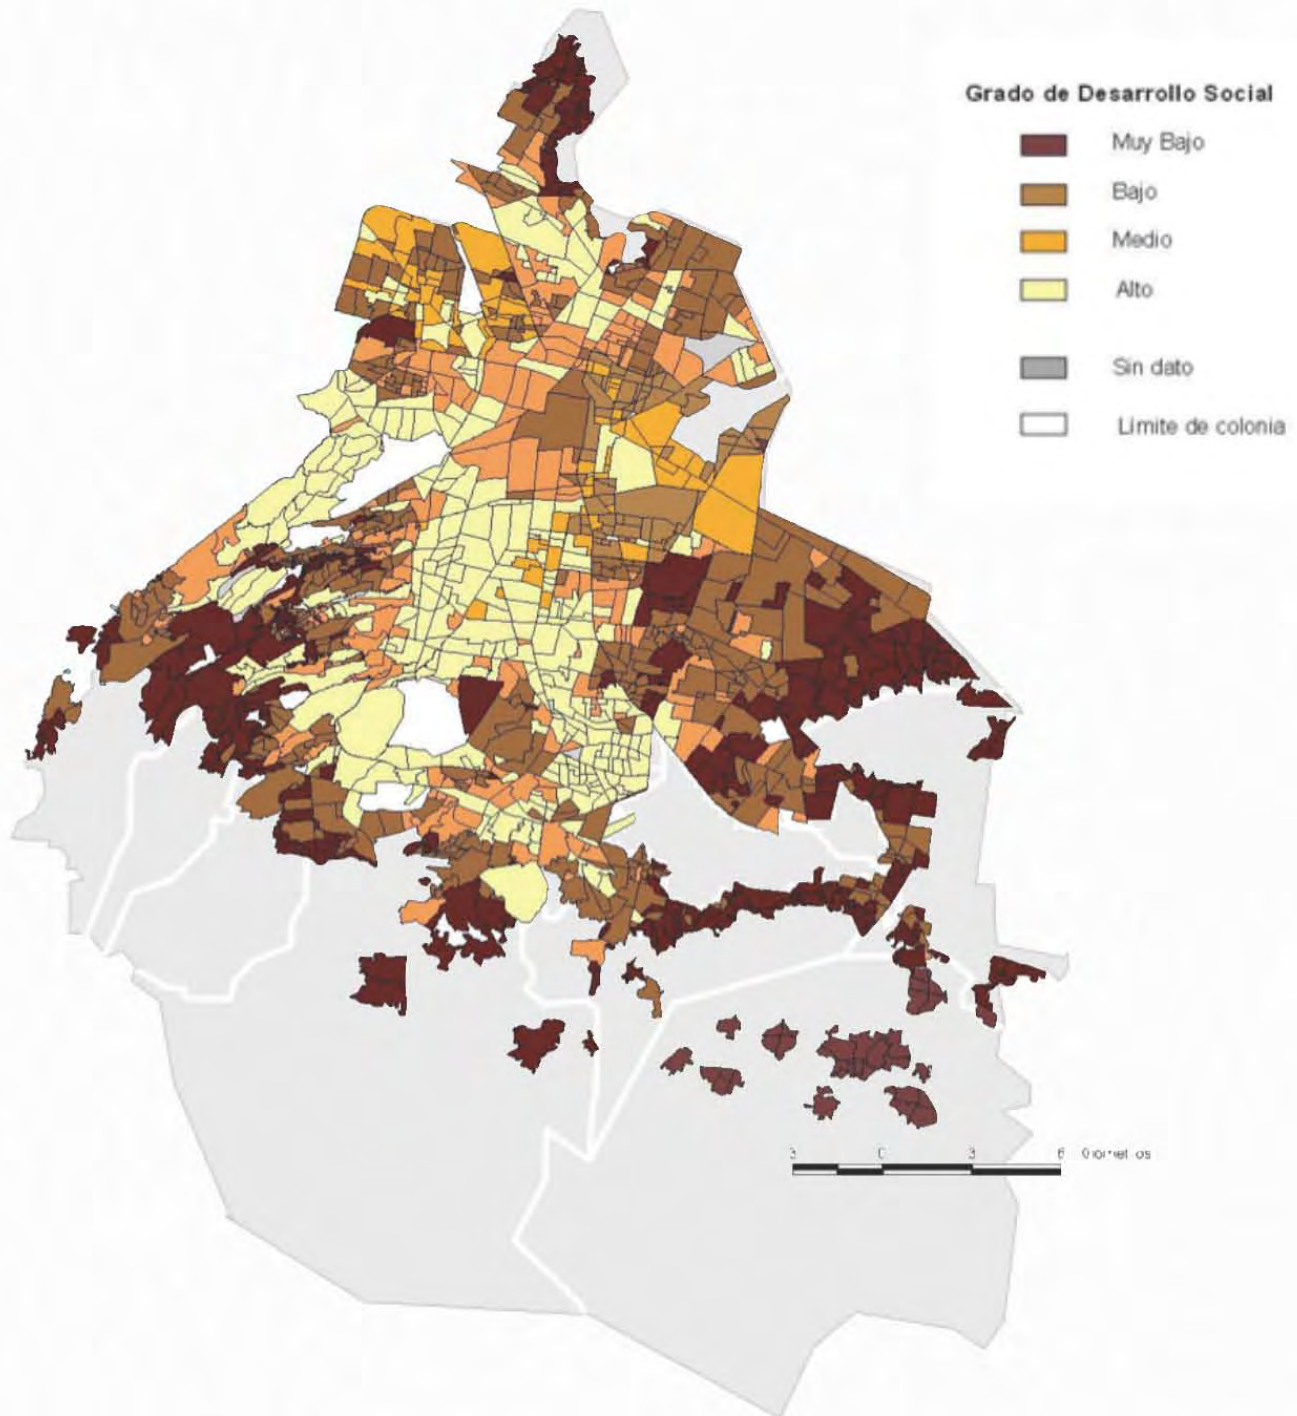 Grado de Desarrollo Social
Muy Bajo
Bajo
Medio
Alto
Sin dato
Limite de colonia
3 0 3 6